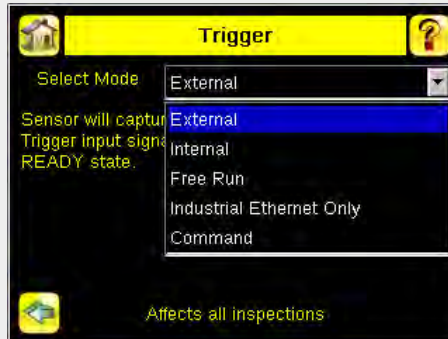 Trigger
?
Select Mode External
Sensor will captur
External
Trigger input signa
Internal
READY state.
Free Run
Industrial Ethernet Only
Command
Affects all inspections